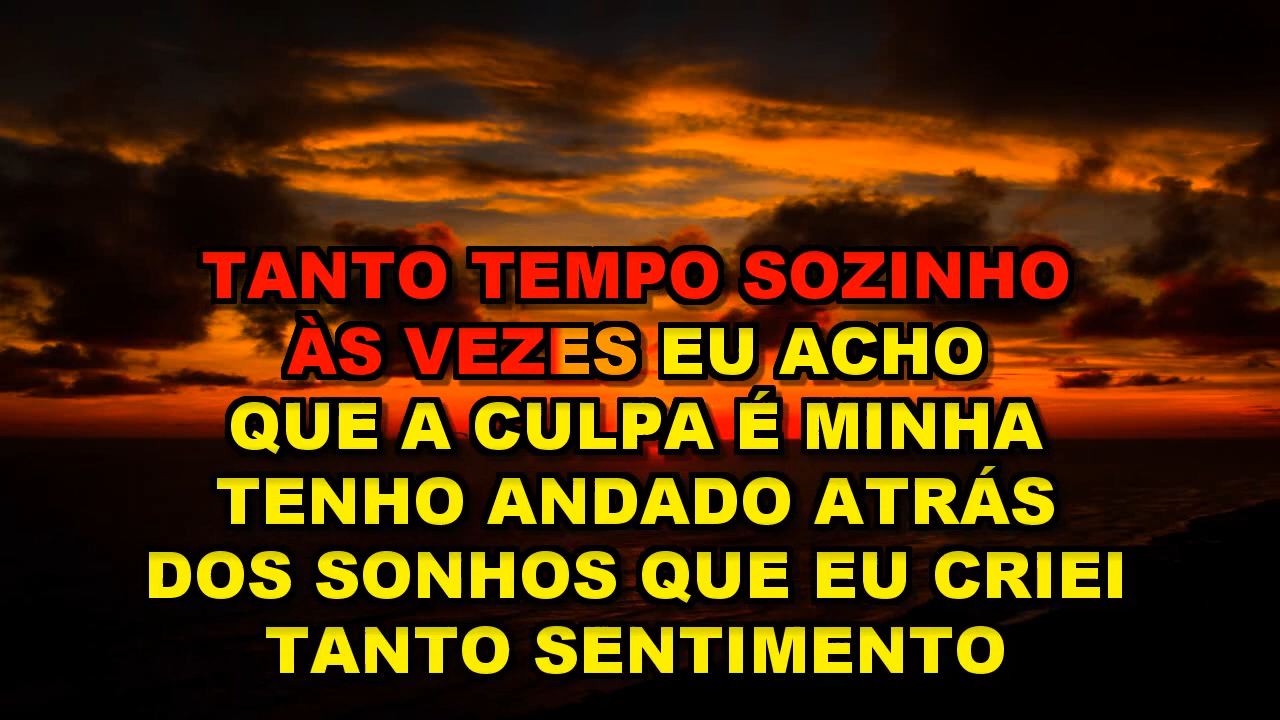 TANTO TEMPO SOZINHO
ÀS VEZES EU ACHO
QUE A CULPA É MINHA
TENHO ANDADO ATRÁS
DOS SONHOS QUE EU CRIEI
TANTO SENTIMENTO